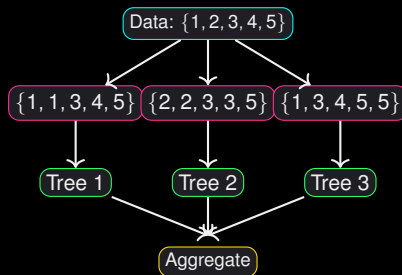 Data: {1, 2, 3, 4, 5}
{1, 1, 3, 4, 5} {2, 2, 3, 3, 5} {1, 3, 4, 5, 5}
Tree 1 Tree 2 Tree 3
Aggregate